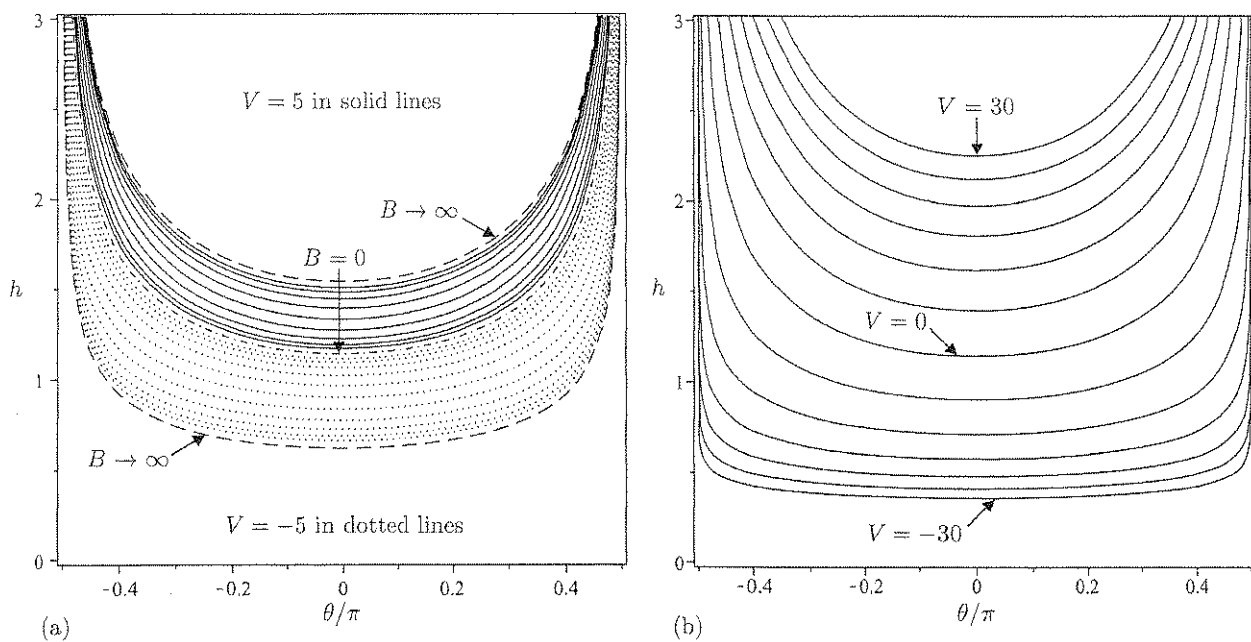 3
2
1
0
h
-0.4
-0.2
0
0.2
0.4
θ/π
(a)
V = 5 in solid lines
B → ∞
B = 0
B → ∞
V = −5 in dotted lines
3
2
1
0
h
-0.4
-0.2
0
0.2
0.4
θ/π
(b)
V = 30
V = 0
V = −30